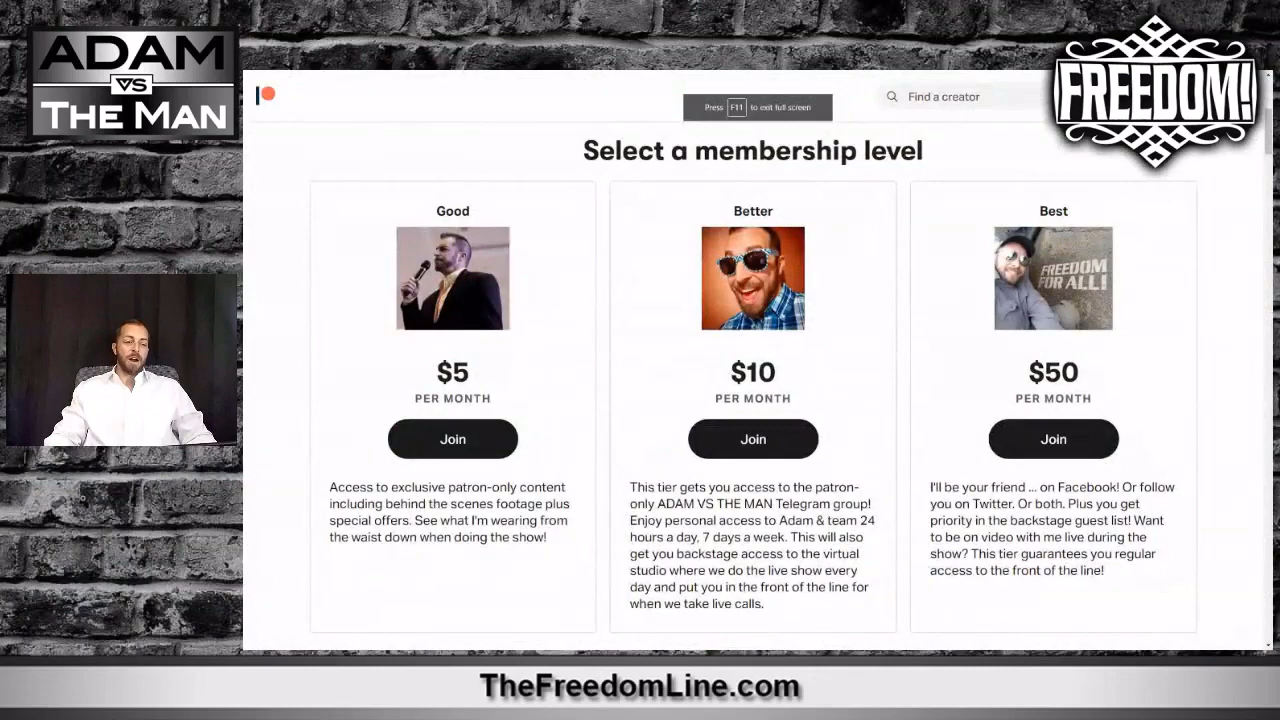 ADAM
VS
THE MAN
FREEDOM!
Find a creator
Press F11 to exit full screen
Select a membership level
Good
$5
PER MONTH
Join
Access to exclusive patron-only content
including behind the scenes footage plus
special offers. See what I'm wearing from
the waist down when doing the show!
Better
$10
PER MONTH
Join
This tier gets you access to the patron-
only ADAM VS THE MAN Telegram group!
Enjoy personal access to Adam & team 24
hours a day, 7 days a week. This will also
get you backstage access to the virtual
studio where we do the live show every
day and put you in the front of the line for
when we take live calls.
Best
FREEDOM
FOR ALL!
$50
PER MONTH
Join
I'll be your friend ... on Facebook! Or follow
you on Twitter. Or both. Plus you get
priority in the backstage guest list! Want
to be on video with me live during the
show? This tier guarantees you regular
access to the front of the line!
TheFreedomLine.com